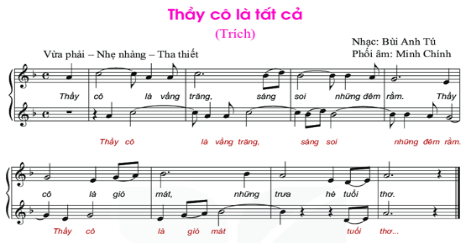 Thầy cô là tất cả
(Trích)
Nhạc: Bùi Anh Tú
Vừa phải – Nhẹ nhàng – Tha thiết
Phối âm: Minh Chính
Thầy cô là vầng trăng, sáng soi những đêm rằm. Thầy
Thầy cô là vầng trăng, sáng soi những đêm rằm.
cô là gió mát, những trưa hè tuổi thơ.
Thầy cô là gió mát tuổi thơ...